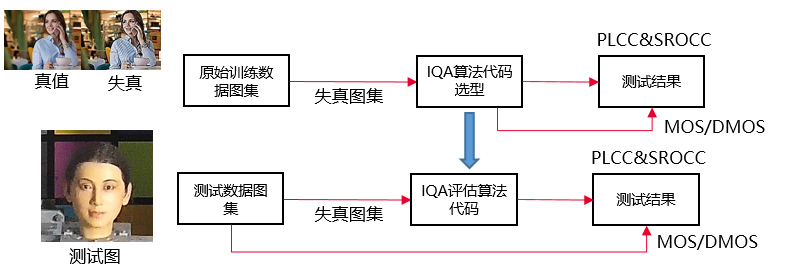 真值
失真
原始训练数
据图集
失真图集
IQA算法代码
选型
PLCC&SROCC
测试结果
MOS/DMOS
测试图
测试数据图
集
失真图集
IQA评估算法
代码
PLCC&SROCC
测试结果
MOS/DMOS